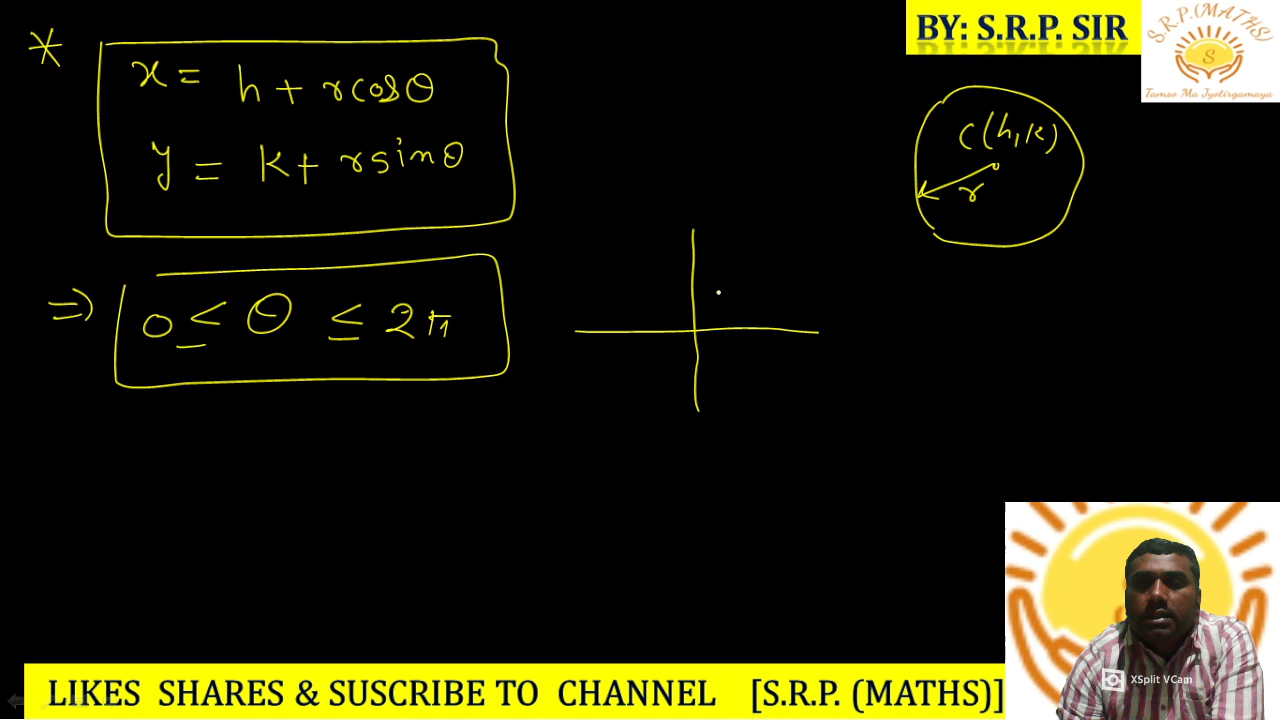 BY: S.R.P. SIR
S.R.P.(MATHS)
S
Tamso Ma Jyotirgamaya
* x = h + r cos θ
y = k + r sin θ
C(h, k)
r
⇒ 0 ≤ θ ≤ 2π
XSplit VCam
LIKES SHARES & SUSCRIBE TO CHANNEL [S.R.P. (MATHS)]